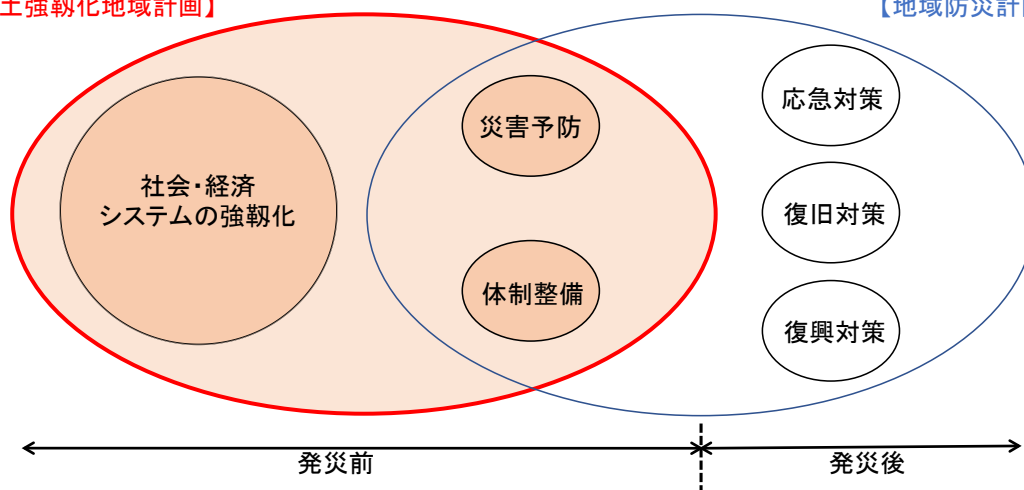 土強靱化地域計画】
【地域防災計
応急対策
災害予防
社会・経済
システムの強靱化
復旧対策
体制整備
復興対策
発災前
発災後